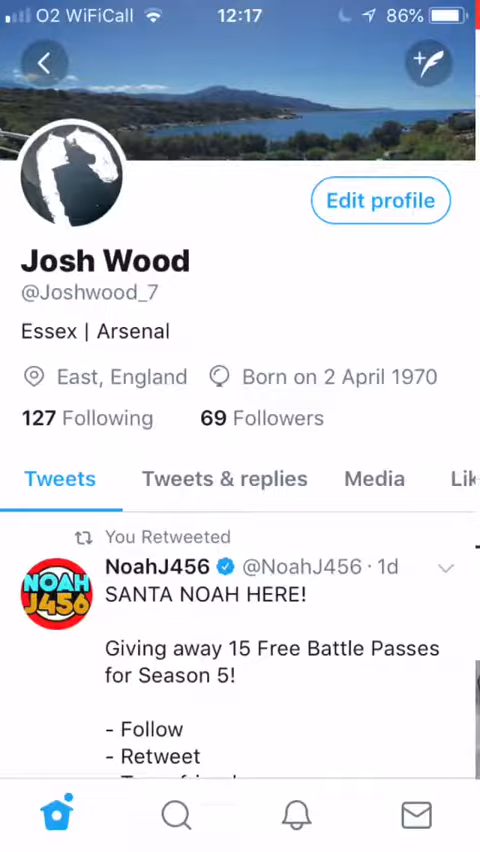 O2 WiFiCall 12:17 86%
Edit profile
Josh Wood
@Joshwood_7
Essex | Arsenal
East, England Born on 2 April 1970
127 Following 69 Followers
Tweets Tweets & replies Media Lik
You Retweeted
NoahJ456 @NoahJ456 · 1d
NOAH
J456
SANTA NOAH HERE!
Giving away 15 Free Battle Passes
for Season 5!
- Follow
- Retweet